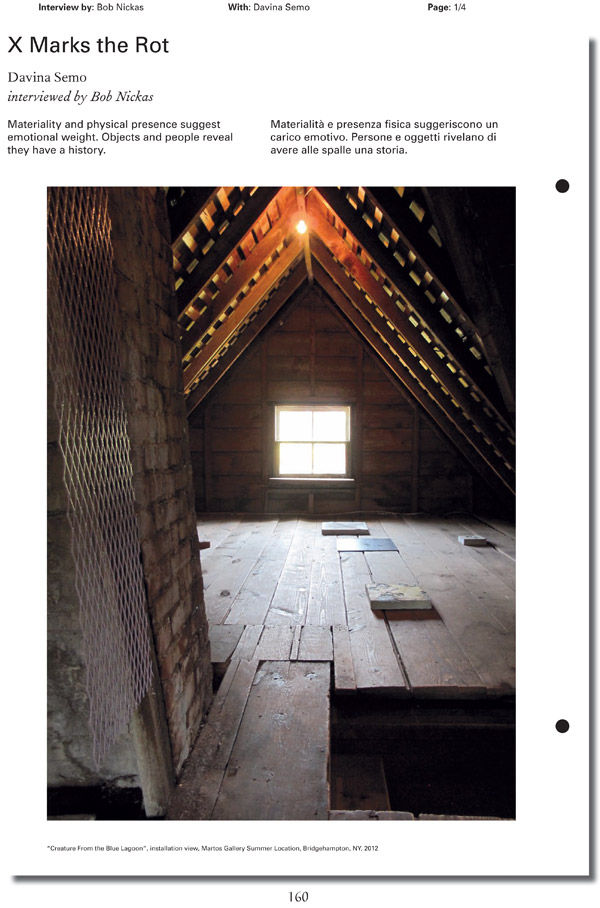 Interview by: Bob Nickas With: Davina Semo Page: 1/4
X Marks the Rot
Davina Semo
interviewed by Bob Nickas
Materiality and physical presence suggest
emotional weight. Objects and people reveal
they have a history.
Materialità e presenza fisica suggeriscono un
carico emotivo. Persone e oggetti rivelano di
avere alle spalle una storia.
“Creature From the Blue Lagoon”, installation view, Martos Gallery Summer Location, Bridgehampton, NY, 2012
160